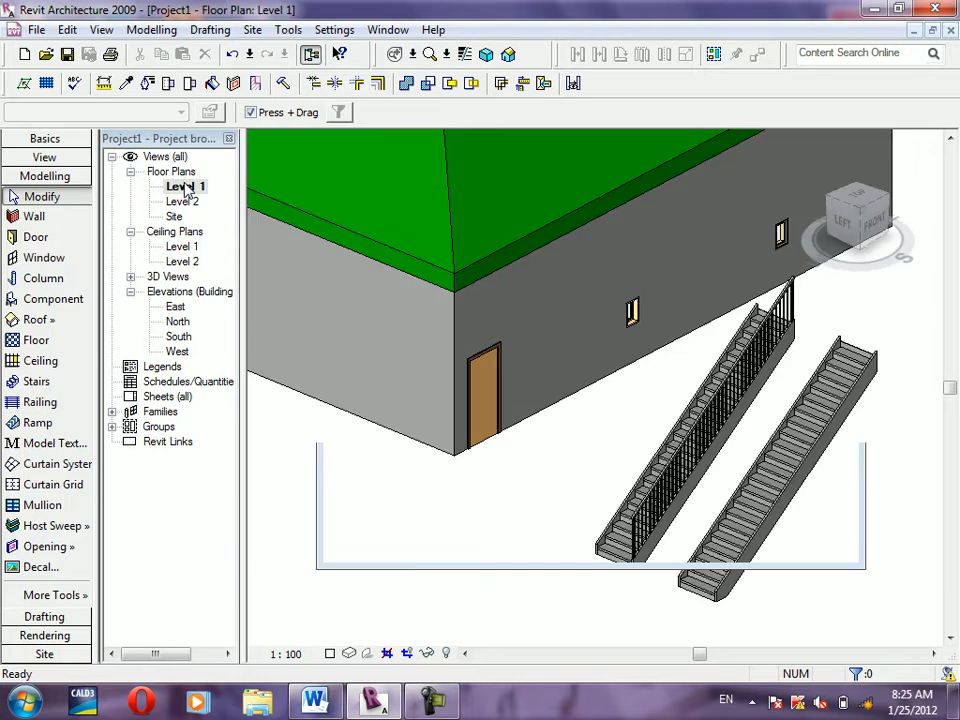 Revit Architecture 2009 - [Project1 - Floor Plan: Level 1]
File Edit View Modelling Drafting Site Tools Settings Window Help
Content Search Online
Press + Drag
Basics
View
Modelling
Modify
Wall
Door
Window
Column
Component
Roof »
Floor
Ceiling
Stairs
Railing
Ramp
Model Text...
Curtain Syster
Curtain Grid
Mullion
Host Sweep »
Opening »
Decal...
More Tools »
Drafting
Rendering
Site
Project1 - Project bro...
Views (all)
Floor Plans
Level 1
Level 2
Site
Ceiling Plans
Level 1
Level 2
3D Views
Elevations (Building
East
North
South
West
Legends
Schedules/Quantitie
Sheets (all)
Families
Groups
Revit Links
TOP
LEFT
FRONT
S
1 : 100
Ready
NUM
:0
CALD3
EN
8:25 AM
1/25/2012